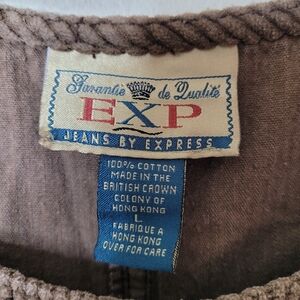 Garantie de Qualité
EXP
JEANS BY EXPRESS
100% COTTON
MADE IN THE
BRITISH CROWN
COLONY OF
HONG KONG
L
FABRIQUE A
HONG KONG
OVER FOR CARE